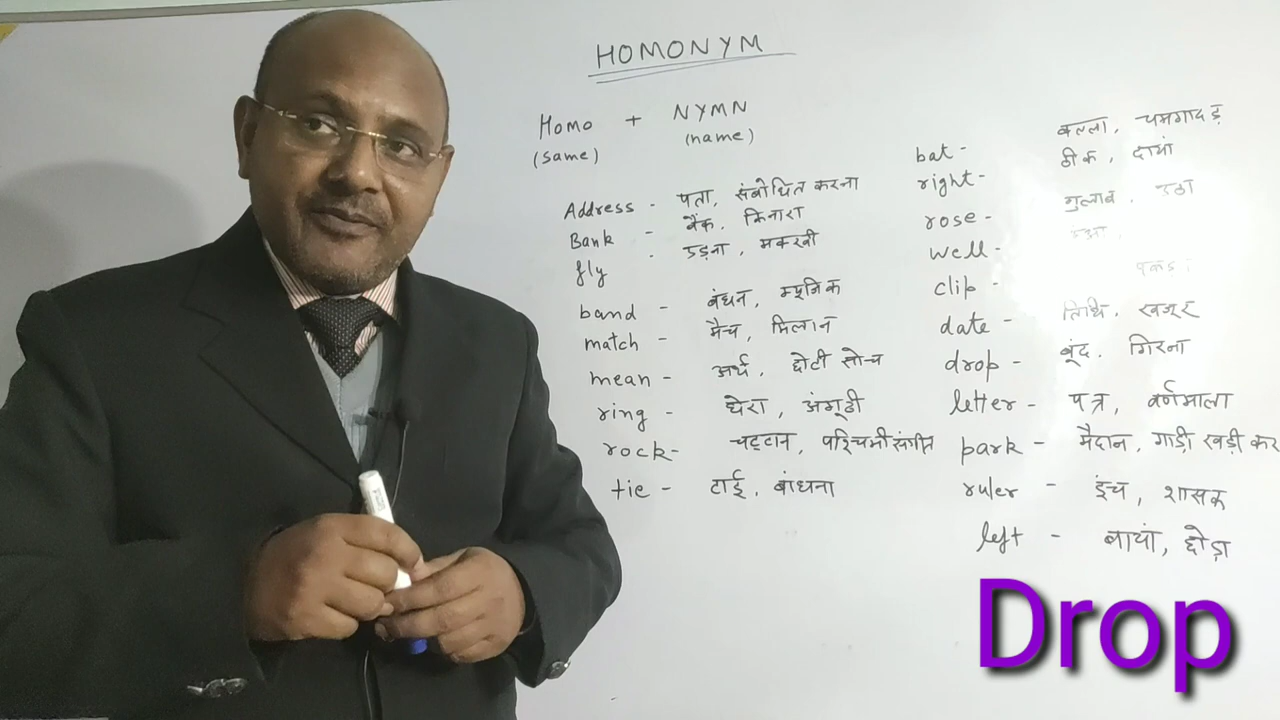 HOMONYM
Homo + NYMN
(same) (name)
Address - पता, संबोधित करना
Bank - बैंक, किनारा
fly - उड़ना, मक्खी
band - बंधन, म्यूजिक
match - मैच, मिलान
mean - अर्थ, छोटी सोच
ring - घेरा, अंगूठी
rock - चट्टान, पश्चिमी संगीत
tie - टाई, बांधना
bat - बल्ला, चमगादड़
right - ठीक, दायां
rose - गुलाब, उठा
well -
clip -
date - तिथि, खजूर
drop - बूंद, गिरना
letter - पत्र, वर्णमाला
park - मैदान, गाड़ी खड़ी कर
ruler - इंच, शासक
left - बायां, छोड़ा
Drop